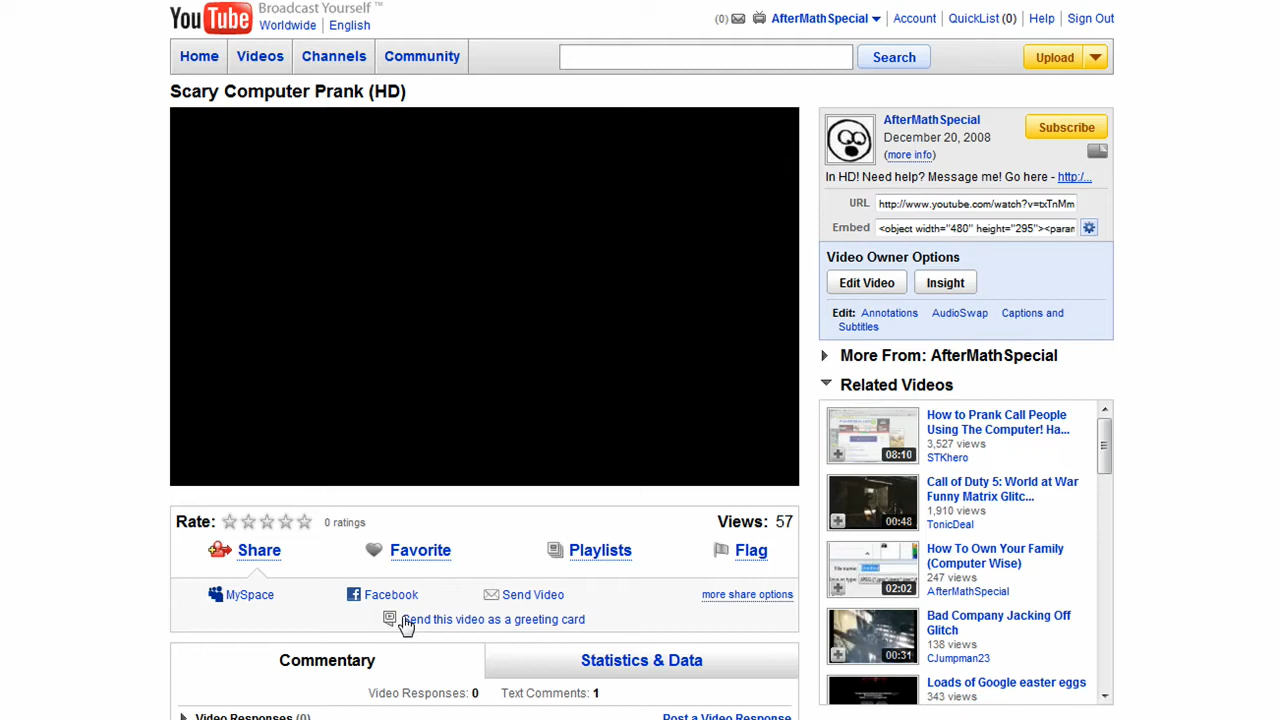 YouTube Broadcast Yourself™
Worldwide | English
(0) AfterMathSpecial | Account | QuickList (0) | Help | Sign Out
Home Videos Channels Community Search Upload
Scary Computer Prank (HD)
AfterMathSpecial
December 20, 2008
(more info)
Subscribe
In HD! Need help? Message me! Go here - http:/...
URL http://www.youtube.com/watch?v=txTnMm
Embed <object width="480" height="295"><param
Video Owner Options
Edit Video Insight
Edit: Annotations AudioSwap Captions and
Subtitles
More From: AfterMathSpecial
Related Videos
How to Prank Call People
Using The Computer! Ha...
3,527 views
STKhero
08:10
Call of Duty 5: World at War
Funny Matrix Glitc...
1,910 views
TonicDeal
00:48
How To Own Your Family
(Computer Wise)
247 views
AfterMathSpecial
02:02
Bad Company Jacking Off
Glitch
138 views
CJumpman23
00:31
Loads of Google easter eggs
343 views
Rate: 0 ratings Views: 57
Share Favorite Playlists Flag
MySpace Facebook Send Video more share options
Send this video as a greeting card
Commentary Statistics & Data
Video Responses: 0 Text Comments: 1
Video Responses (0) Post a Video Response